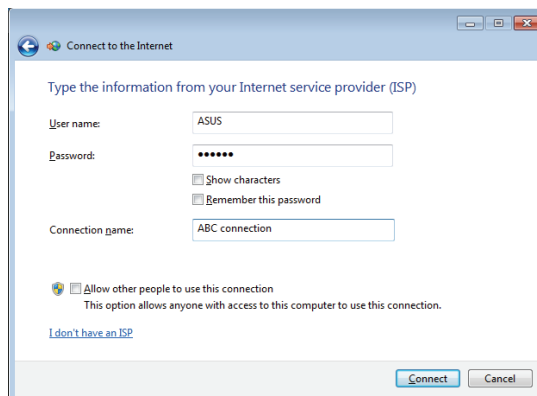 Connect to the Internet
Type the information from your Internet service provider (ISP)
User name: ASUS
Password: ••••••
Show characters
Remember this password
Connection name: ABC connection
Allow other people to use this connection
This option allows anyone with access to this computer to use this connection.
I don't have an ISP
Connect Cancel